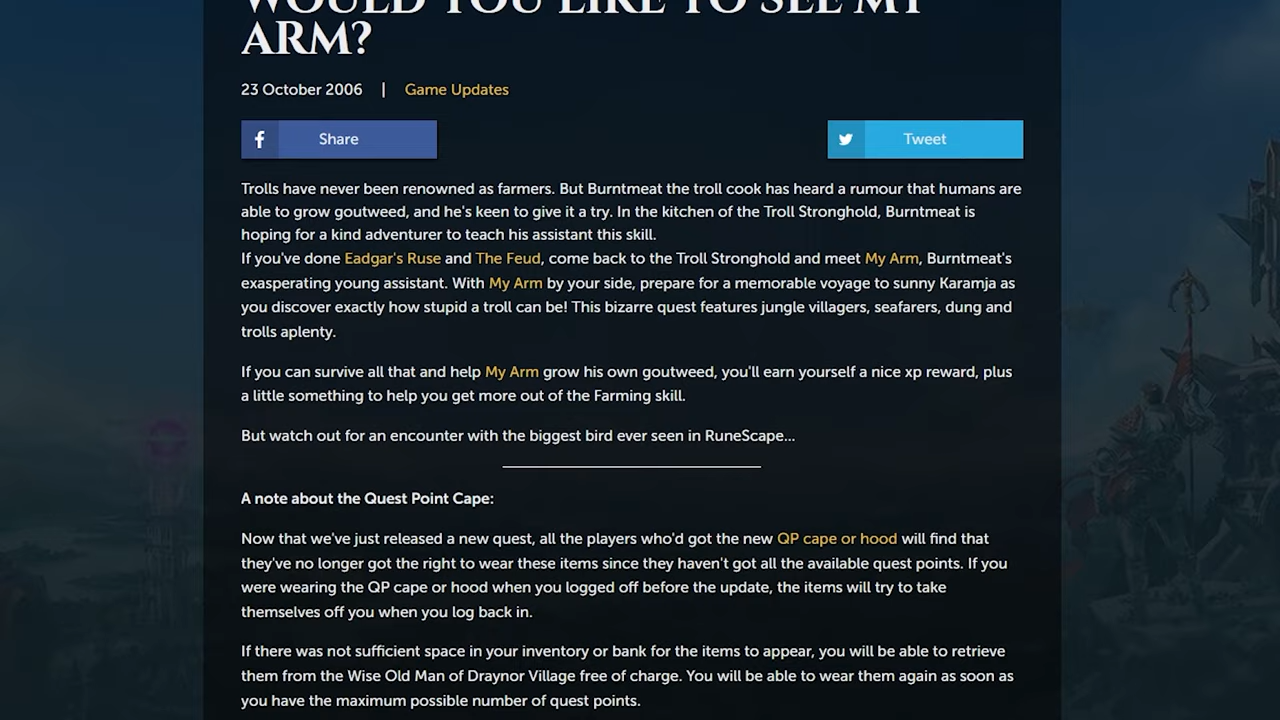 WOULD YOU LIKE TO SEE MY
ARM?
23 October 2006 | Game Updates
Share
Tweet
Trolls have never been renowned as farmers. But Burntmeat the troll cook has heard a rumour that humans are
able to grow goutweed, and he's keen to give it a try. In the kitchen of the Troll Stronghold, Burntmeat is
hoping for a kind adventurer to teach his assistant this skill.
If you've done Eadgar's Ruse and The Feud, come back to the Troll Stronghold and meet My Arm, Burntmeat's
exasperating young assistant. With My Arm by your side, prepare for a memorable voyage to sunny Karamja as
you discover exactly how stupid a troll can be! This bizarre quest features jungle villagers, seafarers, dung and
trolls aplenty.
If you can survive all that and help My Arm grow his own goutweed, you'll earn yourself a nice xp reward, plus
a little something to help you get more out of the Farming skill.
But watch out for an encounter with the biggest bird ever seen in RuneScape...
A note about the Quest Point Cape:
Now that we've just released a new quest, all the players who'd got the new QP cape or hood will find that
they've no longer got the right to wear these items since they haven't got all the available quest points. If you
were wearing the QP cape or hood when you logged off before the update, the items will try to take
themselves off you when you log back in.
If there was not sufficient space in your inventory or bank for the items to appear, you will be able to retrieve
them from the Wise Old Man of Draynor Village free of charge. You will be able to wear them again as soon as
you have the maximum possible number of quest points.